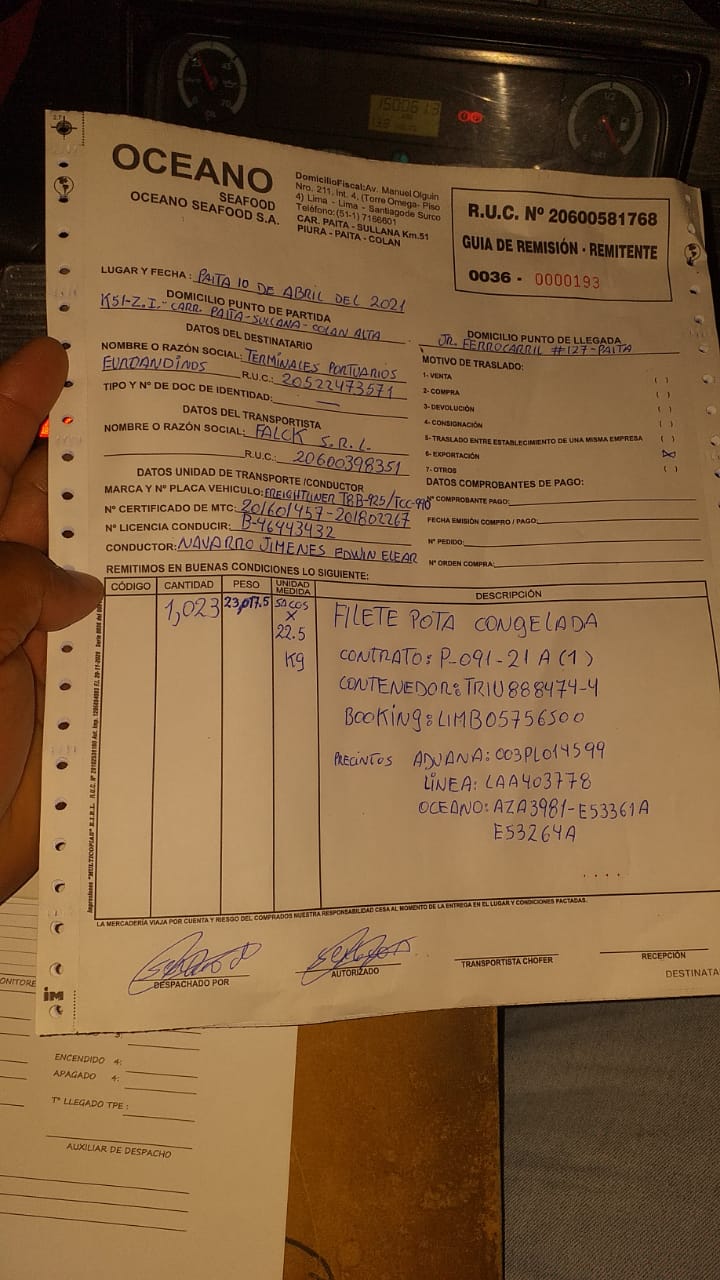 OCEANO
SEAFOOD
OCEANO SEAFOOD S.A.
DomicilioFiscal:Av. Manuel Olguin
Nro. 211, Int. 4, (Torre Omega- Piso
4) Lima - Lima - Santiagode Surco
Teléfono:(51-1) 7166601
CAR. PAITA - SULLANA Km.51
PIURA - PAITA - COLAN
R.U.C. Nº 20600581768
GUIA DE REMISIÓN - REMITENTE
0036 - 0000193
LUGAR Y FECHA : PAITA 10 DE ABRIL DEL 2021
DOMICILIO PUNTO DE PARTIDA
K51-Z.I.- CARR. PAITA-SULLANA-COLAN ALTA
DOMICILIO PUNTO DE LLEGADA
JR. FERROCARRIL #127-PAITA
DATOS DEL DESTINATARIO
NOMBRE O RAZÓN SOCIAL: TERMINALES PORTUARIOS
EUROANDINOS R.U.C.: 20522473571
TIPO Y Nº DE DOC DE IDENTIDAD: —
DATOS DEL TRANSPORTISTA
NOMBRE O RAZÓN SOCIAL: FALCK S.R.L.
R.U.C.: 20600398351
DATOS UNIDAD DE TRANSPORTE /CONDUCTOR
MARCA Y Nº PLACA VEHICULO: FREIGHTLINER T8B-925/TCC-990
Nº CERTIFICADO DE MTC: 201601457-201802267
Nº LICENCIA CONDUCIR: B-46443432
CONDUCTOR: NAVARRO JIMENES EDWIN ELEAR
MOTIVO DE TRASLADO:
1- VENTA ( )
2- COMPRA ( )
3- DEVOLUCIÓN ( )
4- CONSIGNACIÓN ( )
5- TRASLADO ENTRE ESTABLECIMIENTO DE UNA MISMA EMPRESA ( )
6- EXPORTACIÓN (X)
7- OTROS ( )
DATOS COMPROBANTES DE PAGO:
Nº COMPROBANTE PAGO:
FECHA EMISIÓN COMPRO / PAGO:
Nº PEDIDO:
Nº ORDEN COMPRA:
REMITIMOS EN BUENAS CONDICIONES LO SIGUIENTE:
CÓDIGO CANTIDAD PESO UNIDAD MEDIDA DESCRIPCIÓN
1,023 23,017.5 SACOS X 22.5 Kg
FILETE POTA CONGELADA
CONTRATO: P-091-21 A (1)
CONTENEDOR: TRIU888474-4
BOOKING: LIMB05756500
PRECINTOS ADUANA: 003PL014599
LÍNEA: LAA403778
OCEANO: AZA3981-E53361A
E53264A
LA MERCADERÍA VIAJA POR CUENTA Y RIESGO DEL COMPRADOS NUESTRA RESPONSABILIDAD CESA AL MOMENTO DE LA ENTREGA EN EL LUGAR Y CONDICIONES PACTADAS.
DESPACHADO POR
AUTORIZADO
TRANSPORTISTA CHOFER
RECEPCIÓN
DESTINATA
IM
ONITORE
3:
ENCENDIDO 4:
APAGADO 4:
Tº LLEGADO TPE :
AUXILIAR DE DESPACHO